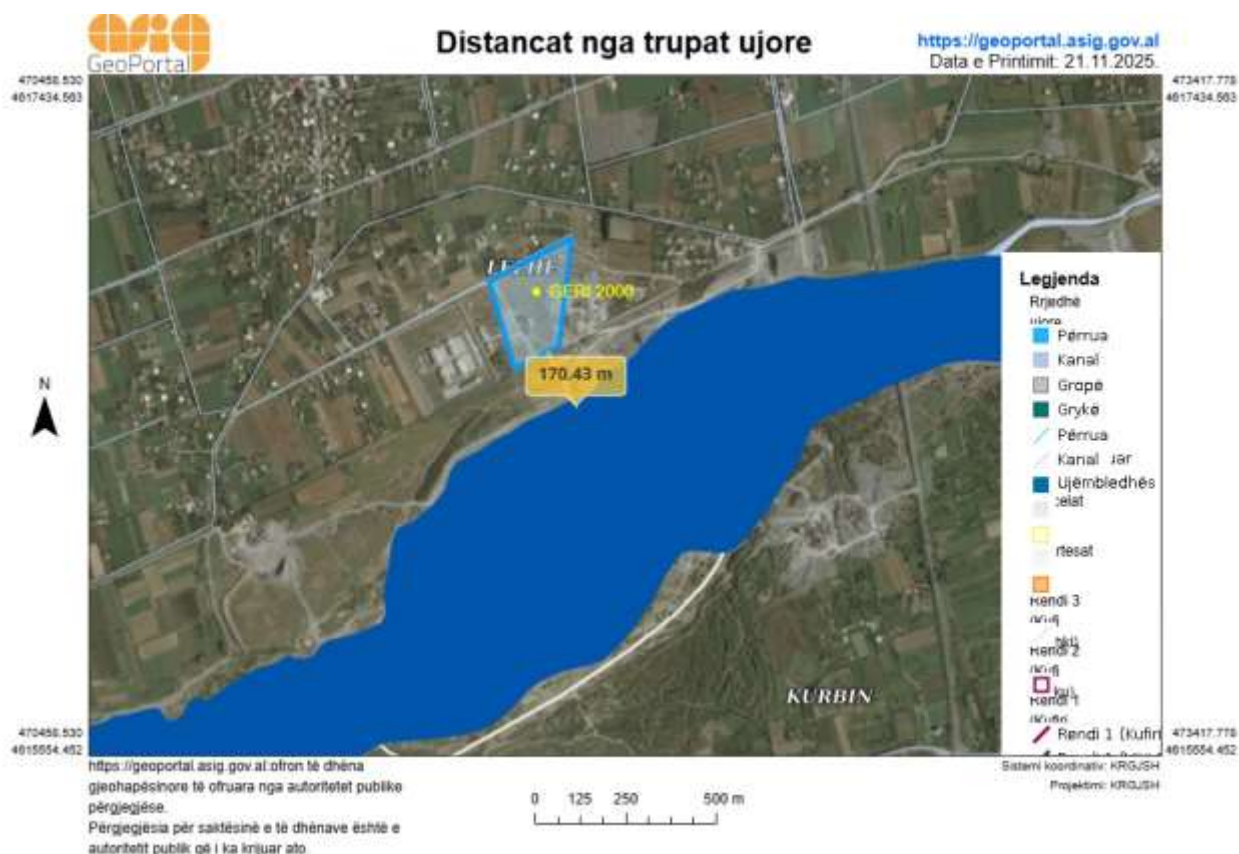 asig
GeoPortal
Distancat nga trupat ujore
https://geoportal.asig.gov.al
Data e Printimit: 21.11.2025.
470458.530
4617434.563
473417.778
4617434.563
GERI 2000
170.43 m
N
KURBIN
Legjenda
Rrjedhë
ujore
Përrua
Kanal
Gropë
Grykë
Përrua
Kanal
Ujëmbledhës
Rendi 3
Rendi 2
Rendi 1
Rendi 1 (Kufiri
470458.530
4615554.452
473417.778
4615554.452
https://geoportal.asig.gov.al ofron të dhëna
gjeohapësinore të ofruara nga autoritetet publike
përgjegjëse.
Përgjegjësia për saktësinë e të dhënave është e
autoritetit publik që i ka krijuar ato.
0 125 250 500 m
Sistemi koordinativ: KRGJSH
Projektimi: KRGJSH